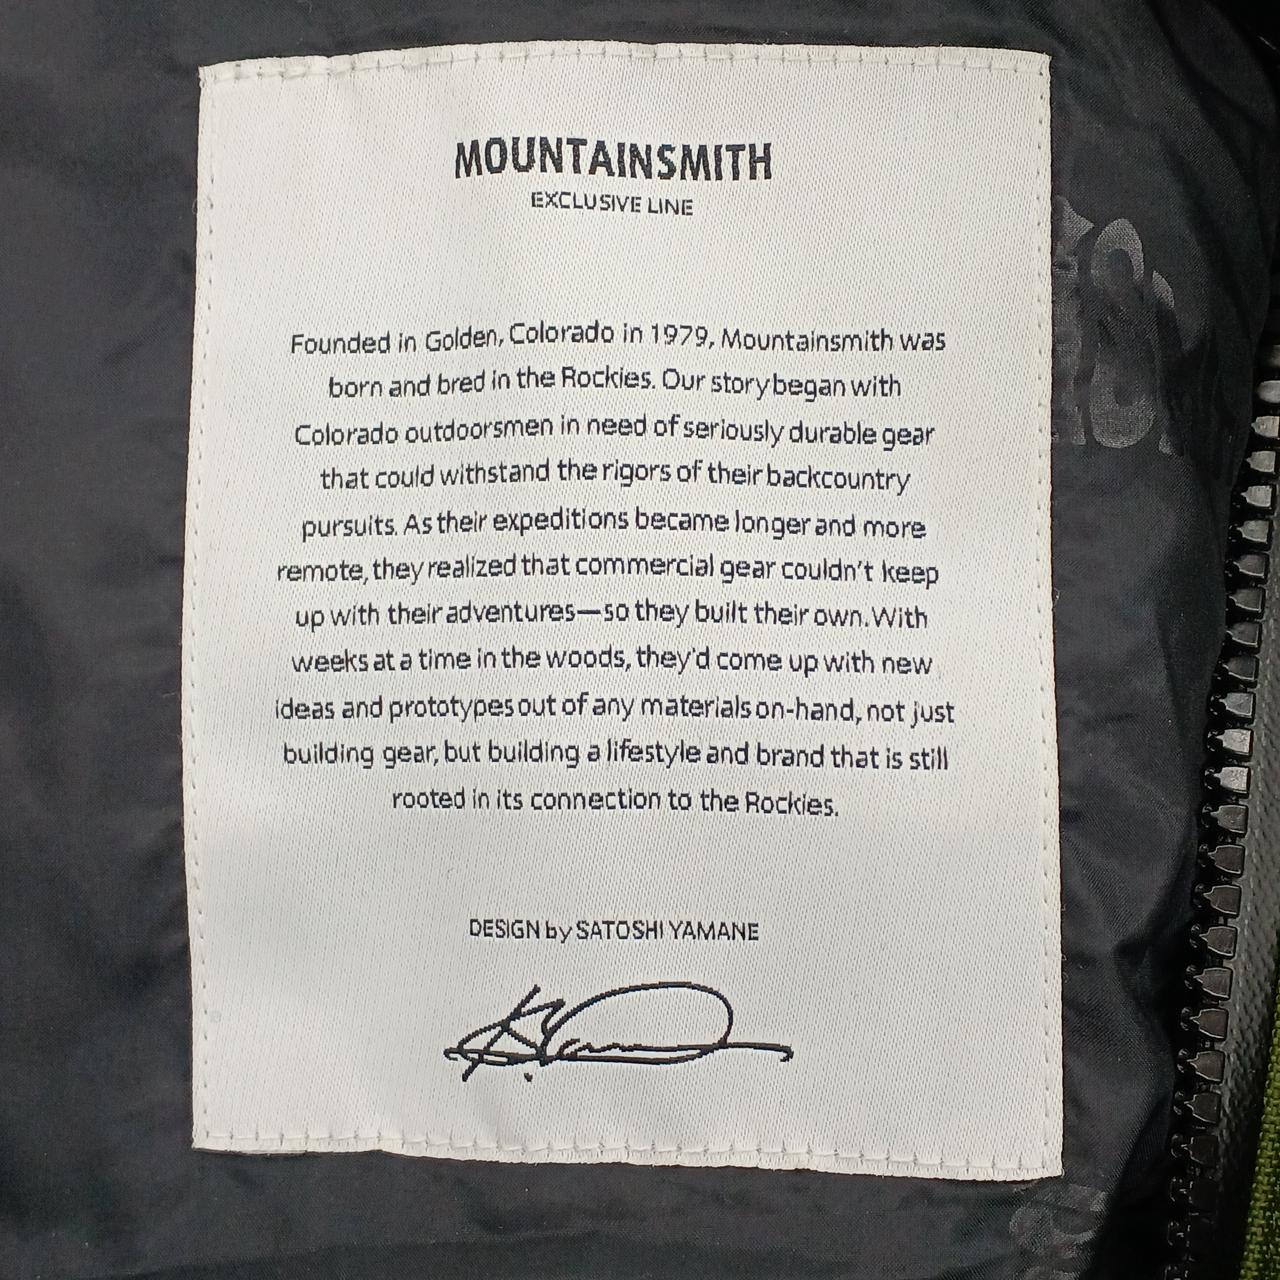 MOUNTAINSMITH
EXCLUSIVE LINE
Founded in Golden, Colorado in 1979, Mountainsmith was
born and bred in the Rockies. Our story began with
Colorado outdoorsmen in need of seriously durable gear
that could withstand the rigors of their backcountry
pursuits. As their expeditions became longer and more
remote, they realized that commercial gear couldn't keep
up with their adventures—so they built their own. With
weeks at a time in the woods, they'd come up with new
ideas and prototypes out of any materials on-hand, not just
building gear, but building a lifestyle and brand that is still
rooted in its connection to the Rockies.
DESIGN by SATOSHI YAMANE